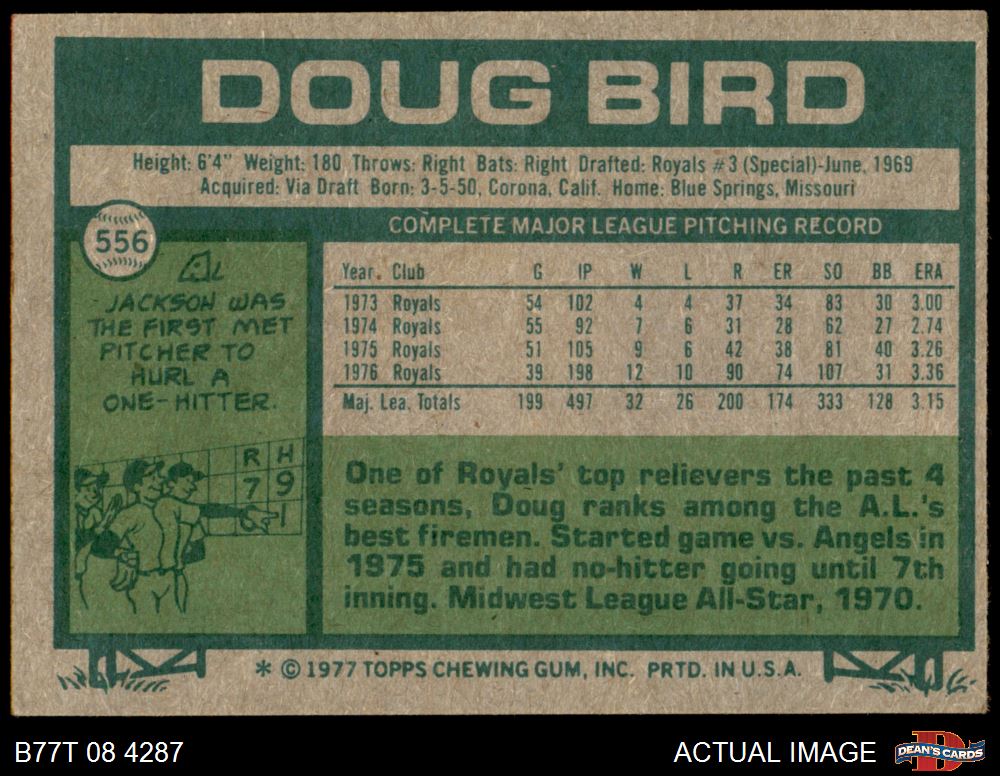 DOUG BIRD
Height: 6'4" Weight: 180 Throws: Right Bats: Right Drafted: Royals #3 (Special)-June, 1969
Acquired: Via Draft Born: 3-5-50, Corona, Calif. Home: Blue Springs, Missouri
556
AL
JACKSON WAS
THE FIRST MET
PITCHER TO
HURL A
ONE-HITTER.
R H
7 9
6 1
COMPLETE MAJOR LEAGUE PITCHING RECORD
Year Club G IP W L R ER SO BB ERA
1973 Royals 54 102 4 4 37 34 83 30 3.00
1974 Royals 55 92 7 6 31 28 62 27 2.74
1975 Royals 51 105 9 6 42 38 81 40 3.26
1976 Royals 39 198 12 10 90 74 107 31 3.36
Maj. Lea. Totals 199 497 32 26 200 174 333 128 3.15
One of Royals' top relievers the past 4
seasons, Doug ranks among the A.L.'s
best firemen. Started game vs. Angels in
1975 and had no-hitter going until 7th
inning. Midwest League All-Star, 1970.
* © 1977 TOPPS CHEWING GUM, INC. PRTD. IN U.S.A.
B77T 08 4287
ACTUAL IMAGE
D
DEAN'S CARDS